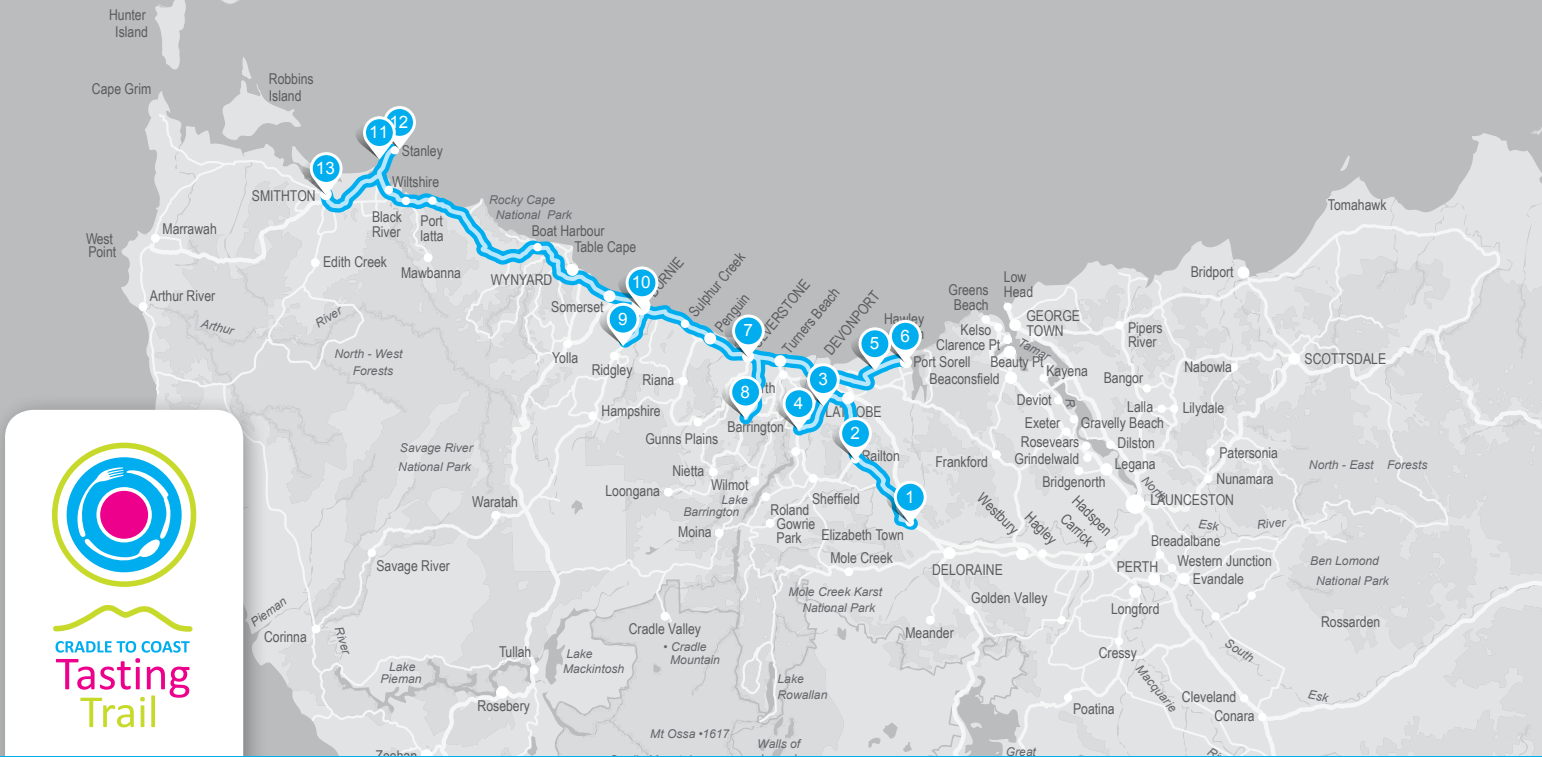 Hunter
Island
Cape Grim
Robbins
Island
11
12
Stanley
13
SMITHTON
Wiltshire
Black
River
Port
latta
Rocky Cape
National Park
Boat Harbour
Table Cape
West
Point
Marrawah
Edith Creek
Mawbanna
WYNYARD
Arthur River
Arthur
River
Somerset
10
9
Sulphur Creek
Penguin
7
Turners Beach
DEVONPORT
5
6
Port Sorell
North - West
Forests
Yolla
Ridgley
Riana
8
3
4
Barrington
2
Railton
1
Hampshire
Gunns Plains
Savage River
National Park
Nietta
Loongana
Wilmot
Lake
Barrington
Sheffield
Waratah
Moina
Roland
Gowrie
Park
Elizabeth Town
Mole Creek
DELORAINE
Savage River
Mole Creek Karst
National Park
Golden Valley
Meander
Pieman
River
Corinna
Cradle Valley
• Cradle
Mountain
Tullah
Lake
Mackintosh
Lake
Pieman
Lake
Rowallan
Rosebery
Mt Ossa •1617
Walls of
Great
Greens
Beach
Low
Head
Kelso
GEORGE
TOWN
Clarence Pt
Tamar
R
Beauty Pt
Beaconsfield
Kayena
Deviot
Exeter
Gravelly Beach
Rosevears
Dilston
Grindelwald
Legana
Bridgenorth
Frankford
Bridport
Tomahawk
Pipers
River
SCOTTSDALE
Nabowla
Bangor
Lalla
Lilydale
Patersonia
Nunamara
North - East Forests
North
Esk
River
LAUNCESTON
Westbury
Hagley
Hadspen
Carrick
Breadalbane
PERTH
Western Junction
Evandale
Longford
Ben Lomond
National Park
Rossarden
Cressy
South
Esk
Macquarie
Poatina
Cleveland
Conara
CRADLE TO COAST
Tasting
Trail